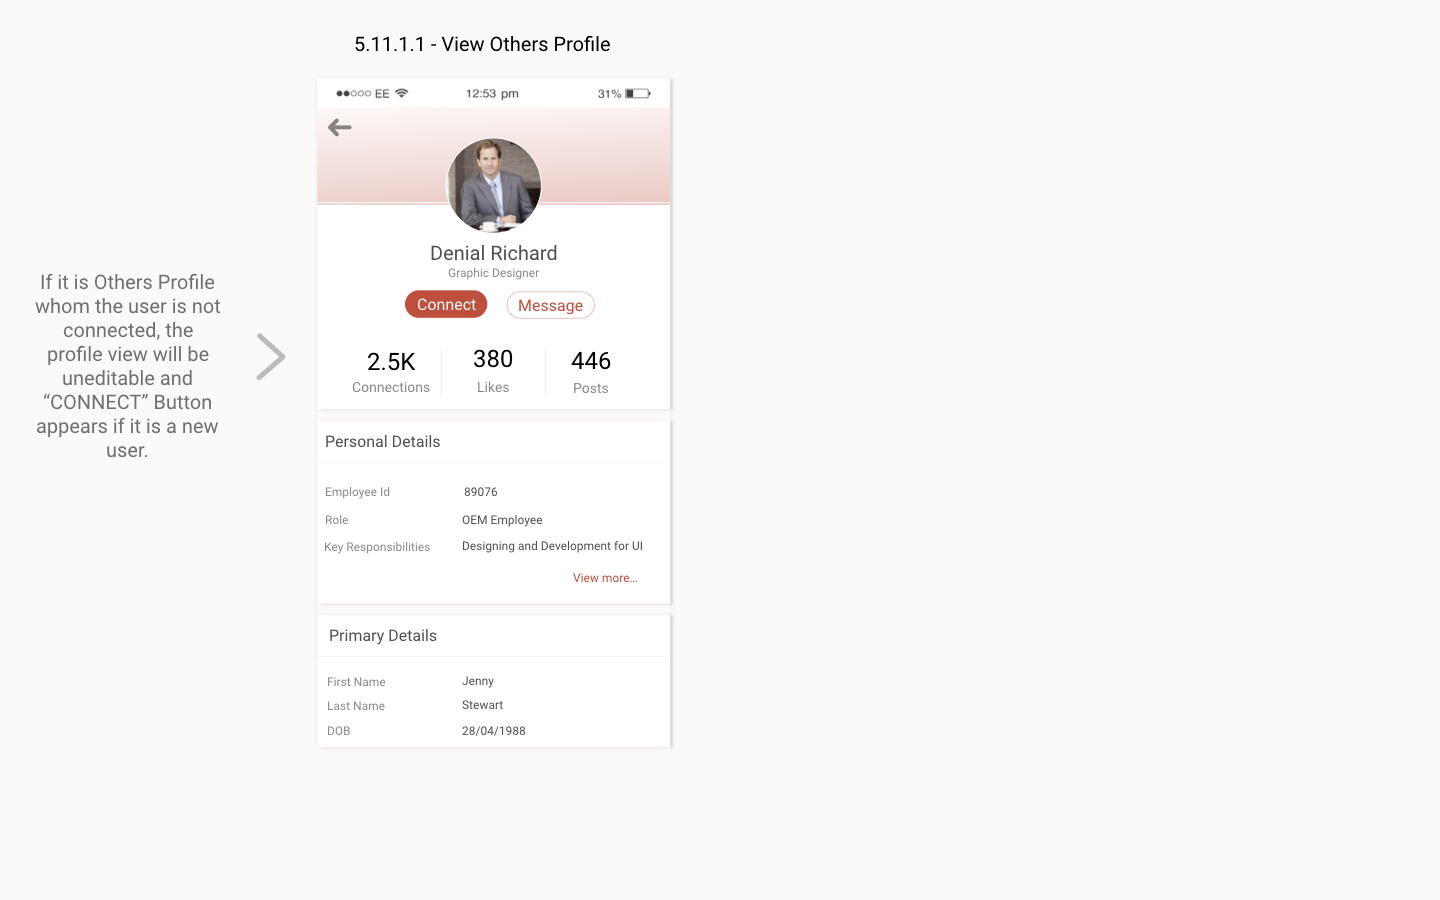 5.11.1.1 - View Others Profile
EE 12:53 pm 31%
Denial Richard
Graphic Designer
Connect Message
2.5K 380 446
Connections Likes Posts
If it is Others Profile
whom the user is not
connected, the
profile view will be
uneditable and
“CONNECT” Button
appears if it is a new
user.
Personal Details
Employee Id 89076
Role OEM Employee
Key Responsibilities Designing and Development for UI
View more...
Primary Details
First Name Jenny
Last Name Stewart
DOB 28/04/1988